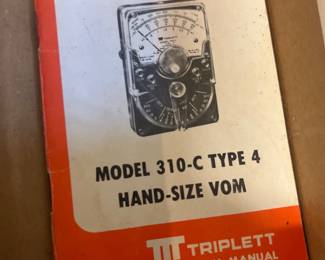 MODEL 310-C TYPE 4
HAND-SIZE VOM
TRIPLETT
MANUAL